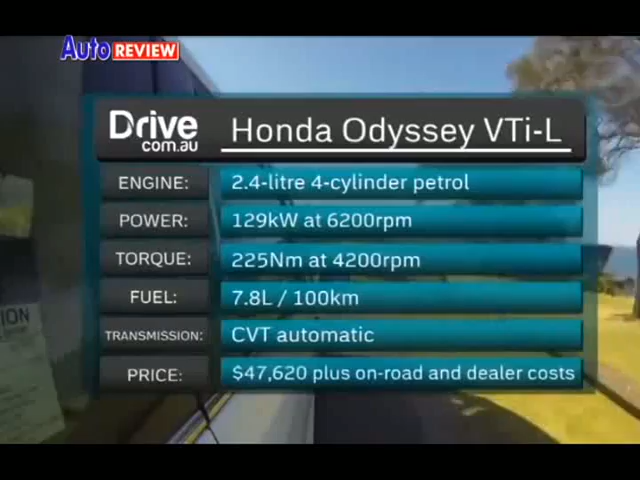 Auto REVIEW
Drive
com.au
Honda Odyssey VTi-L
ENGINE: 2.4-litre 4-cylinder petrol
POWER: 129kW at 6200rpm
TORQUE: 225Nm at 4200rpm
FUEL: 7.8L / 100km
TRANSMISSION: CVT automatic
PRICE: $47,620 plus on-road and dealer costs
ION